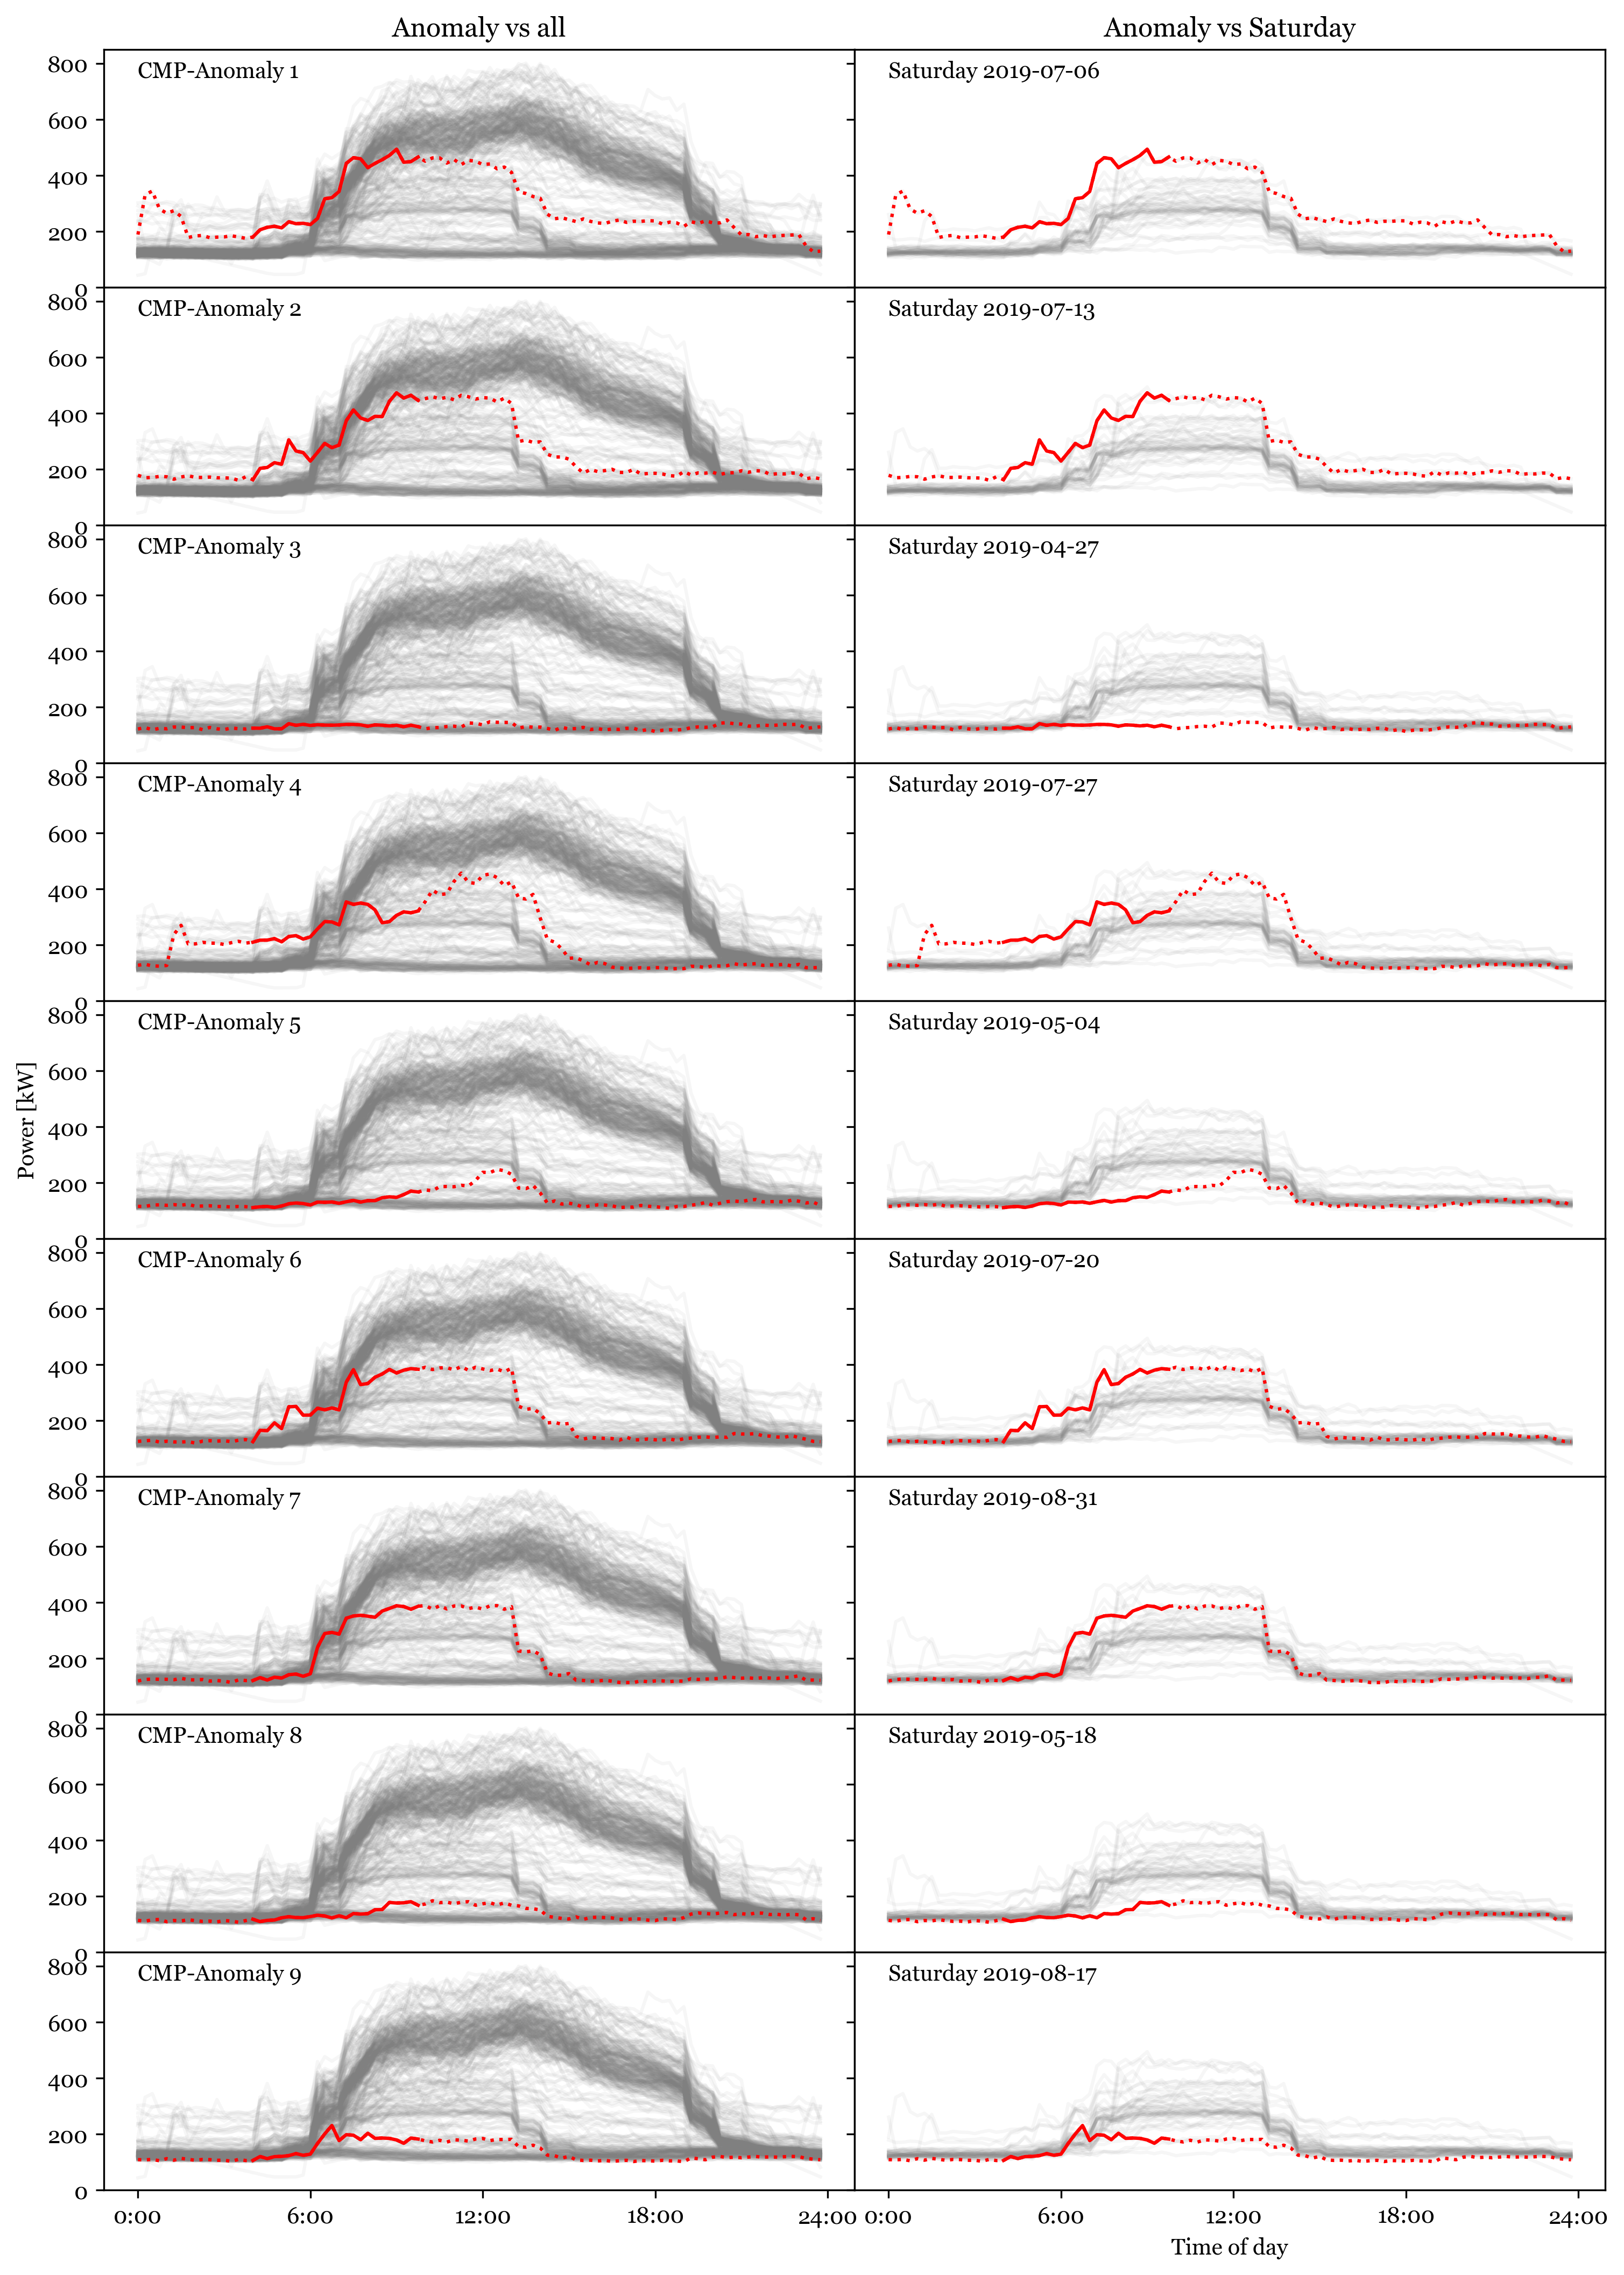 Anomaly vs all
Anomaly vs Saturday
800
600
400
200
0
CMP-Anomaly 1
Saturday 2019-07-06
800
600
400
200
0
CMP-Anomaly 2
Saturday 2019-07-13
800
600
400
200
0
CMP-Anomaly 3
Saturday 2019-04-27
800
600
400
200
0
CMP-Anomaly 4
Saturday 2019-07-27
800
600
400
200
0
CMP-Anomaly 5
Saturday 2019-05-04
Power [kW]
800
600
400
200
0
CMP-Anomaly 6
Saturday 2019-07-20
800
600
400
200
0
CMP-Anomaly 7
Saturday 2019-08-31
800
600
400
200
0
CMP-Anomaly 8
Saturday 2019-05-18
800
600
400
200
0
CMP-Anomaly 9
Saturday 2019-08-17
0:00 6:00 12:00 18:00 24:00 0:00 6:00 12:00 18:00 24:00
Time of day